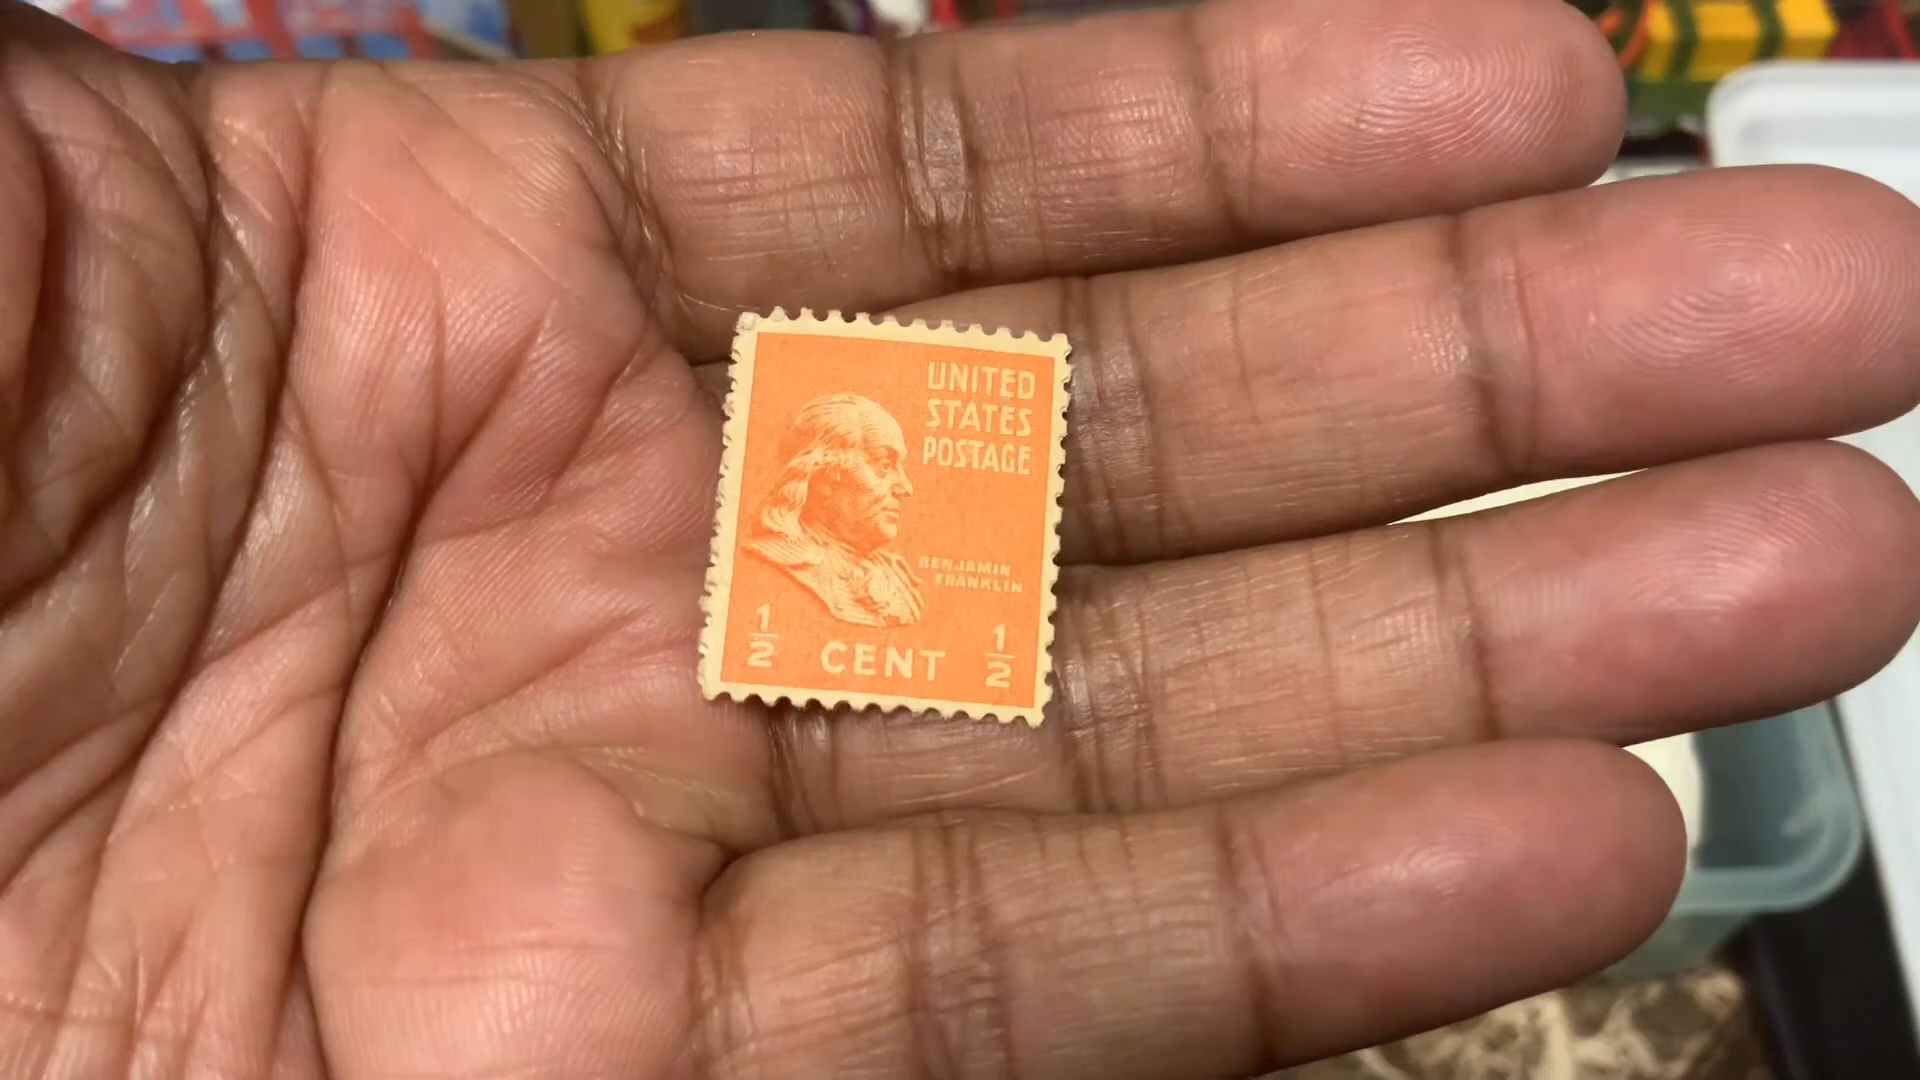 UNITED
STATES
POSTAGE
BENJAMIN
FRANKLIN
1/2 CENT 1/2